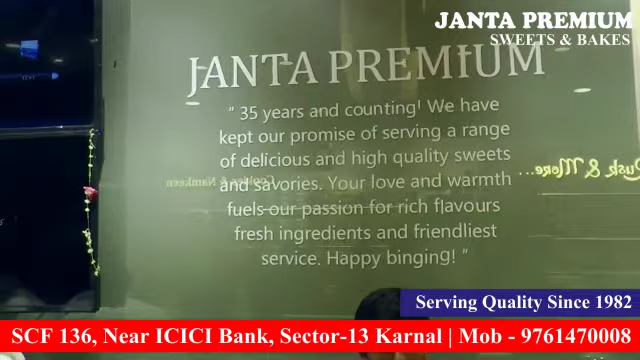 JANTA PREMIUM
SWEETS & BAKES
JANTA PREMIUM
" 35 years and counting! We have
kept our promise of serving a range
of delicious and high quality sweets
and savories. Your love and warmth
fuels our passion for rich flavours
fresh ingredients and friendliest
service. Happy binging! "
Cookies & Namkeen
Rusk & More...
Serving Quality Since 1982
SCF 136, Near ICICI Bank, Sector-13 Karnal | Mob - 9761470008